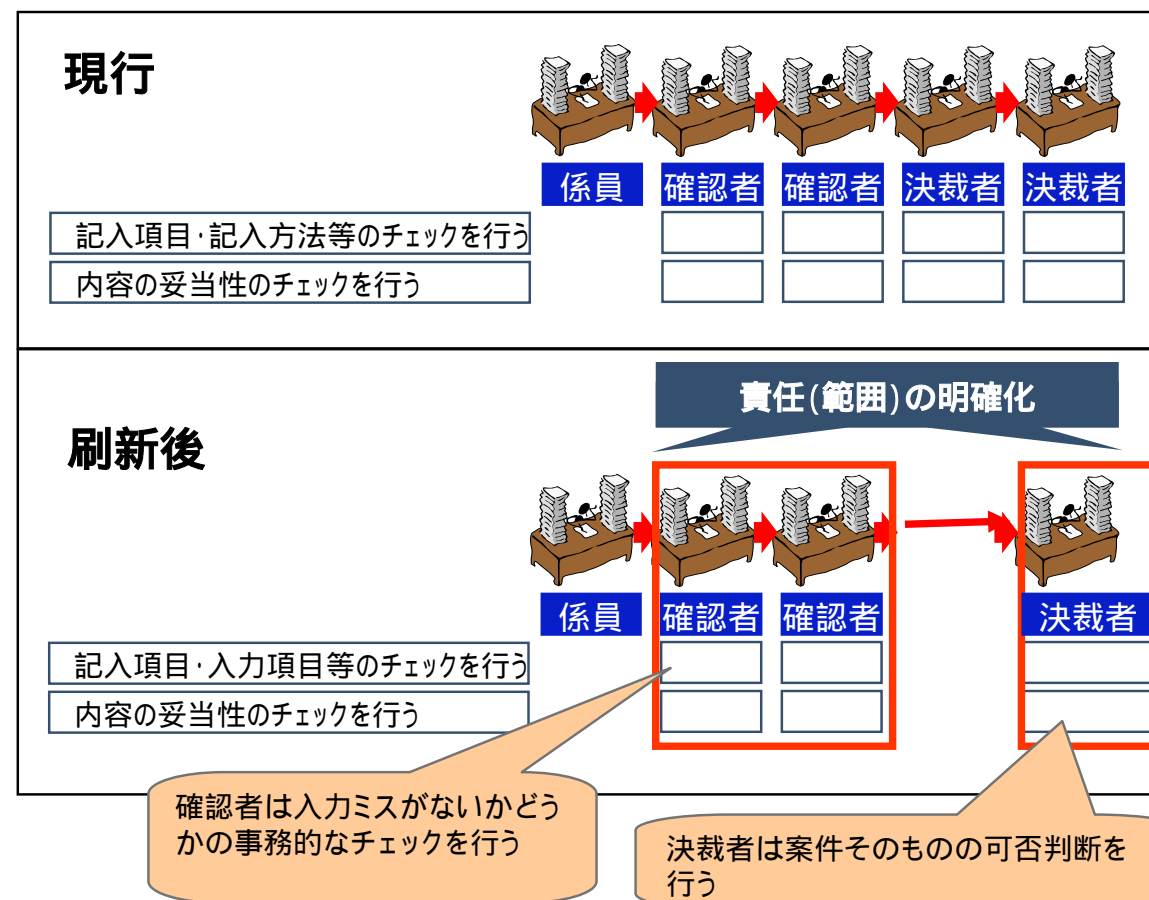 現行
係員 確認者 確認者 決裁者 決裁者
記入項目・記入方法等のチェックを行う
内容の妥当性のチェックを行う
責任(範囲)の明確化
刷新後
係員 確認者 確認者 決裁者
記入項目・入力項目等のチェックを行う
内容の妥当性のチェックを行う
確認者は入力ミスがないかどう
かの事務的なチェックを行う
決裁者は案件そのものの可否判断を
行う